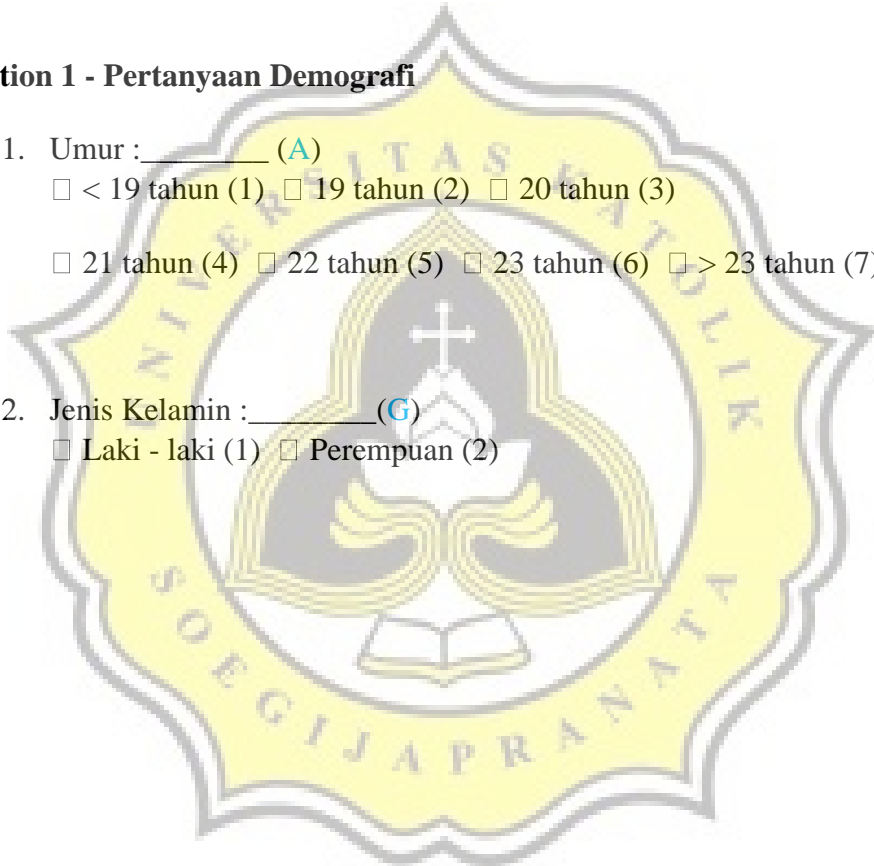 tion 1 - Pertanyaan Demografi
1. Umur :________ (A)
□ < 19 tahun (1) □ 19 tahun (2) □ 20 tahun (3)
□ 21 tahun (4) □ 22 tahun (5) □ 23 tahun (6) □ > 23 tahun (7)
2. Jenis Kelamin :________(G)
□ Laki - laki (1) □ Perempuan (2)
UNIVERSITAS KATOLIK
SOEGIJAPRANATA